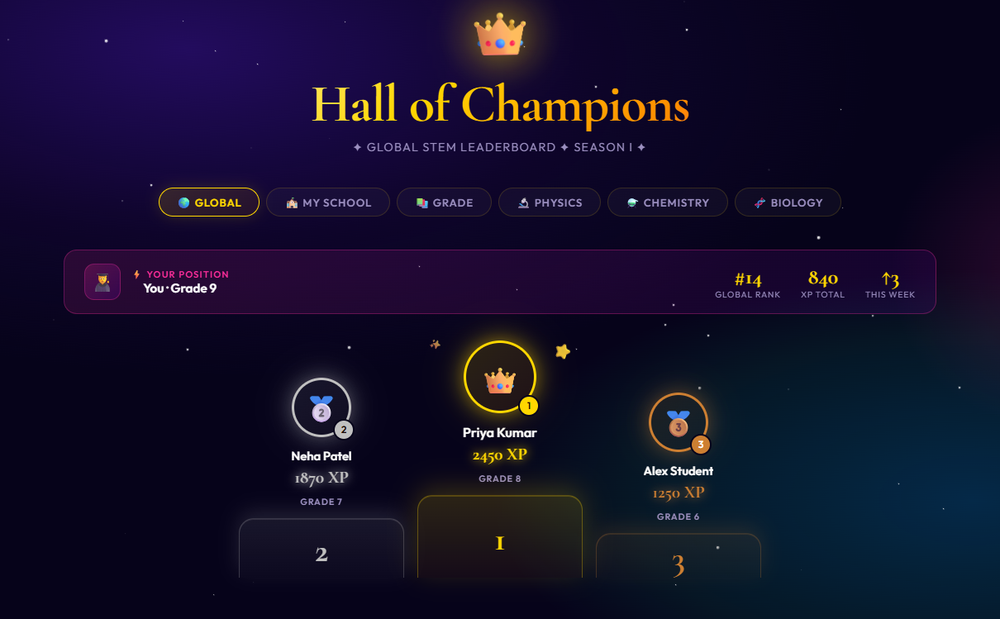 Hall of Champions
✦ GLOBAL STEM LEADERBOARD ✦ SEASON I ✦
GLOBAL
MY SCHOOL
GRADE
PHYSICS
CHEMISTRY
BIOLOGY
YOUR POSITION
You · Grade 9
#14
GLOBAL RANK
840
XP TOTAL
↑3
THIS WEEK
2
2
Neha Patel
1870 XP
GRADE 7
2
1
Priya Kumar
2450 XP
GRADE 8
1
3
3
Alex Student
1250 XP
GRADE 6
3